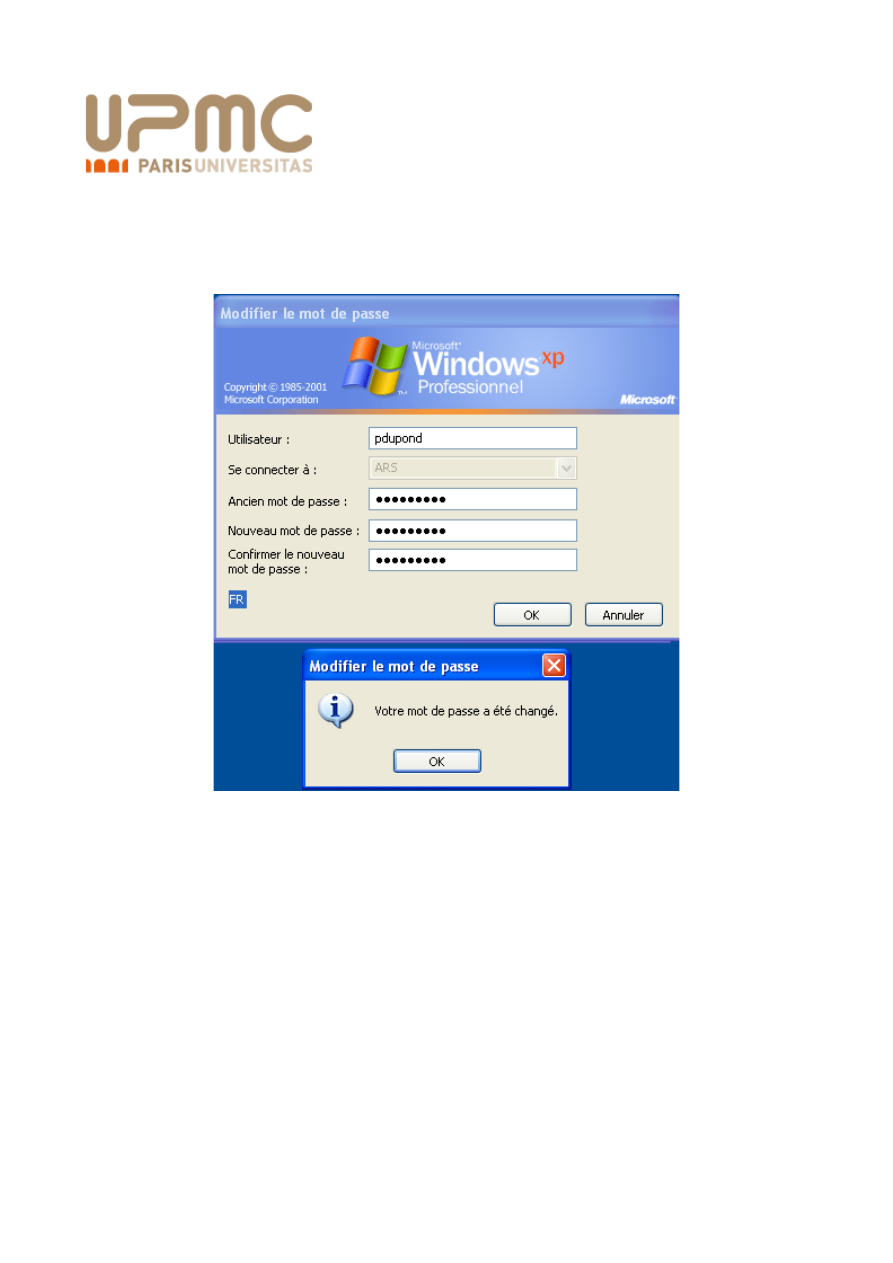 UPMC
PARISUNIVERSITAS
Modifier le mot de passe
Microsoft®
Windows xp
Professionnel
Copyright © 1985-2001
Microsoft Corporation
Microsoft
Utilisateur :
pdupond
Se connecter à :
ARS
Ancien mot de passe :
●●●●●●●●●
Nouveau mot de passe :
●●●●●●●●●
Confirmer le nouveau
mot de passe :
●●●●●●●●●
FR
OK
Annuler
Modifier le mot de passe
Votre mot de passe a été changé.
OK